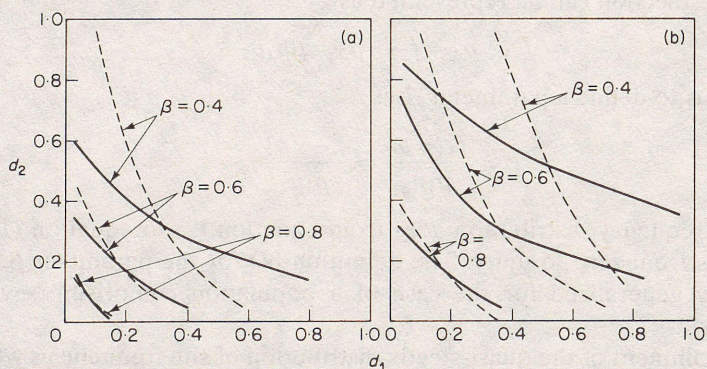 1·0 (a) (b)
0·8
β = 0·4 β = 0·4
0·6
d₂
0·4 β = 0·6 β = 0·6
β = 0·8 β = 0·8
0·2
0 0·2 0·4 0·6 0·8 1·0 0 0·2 0·4 0·6 0·8 1·0
d₁